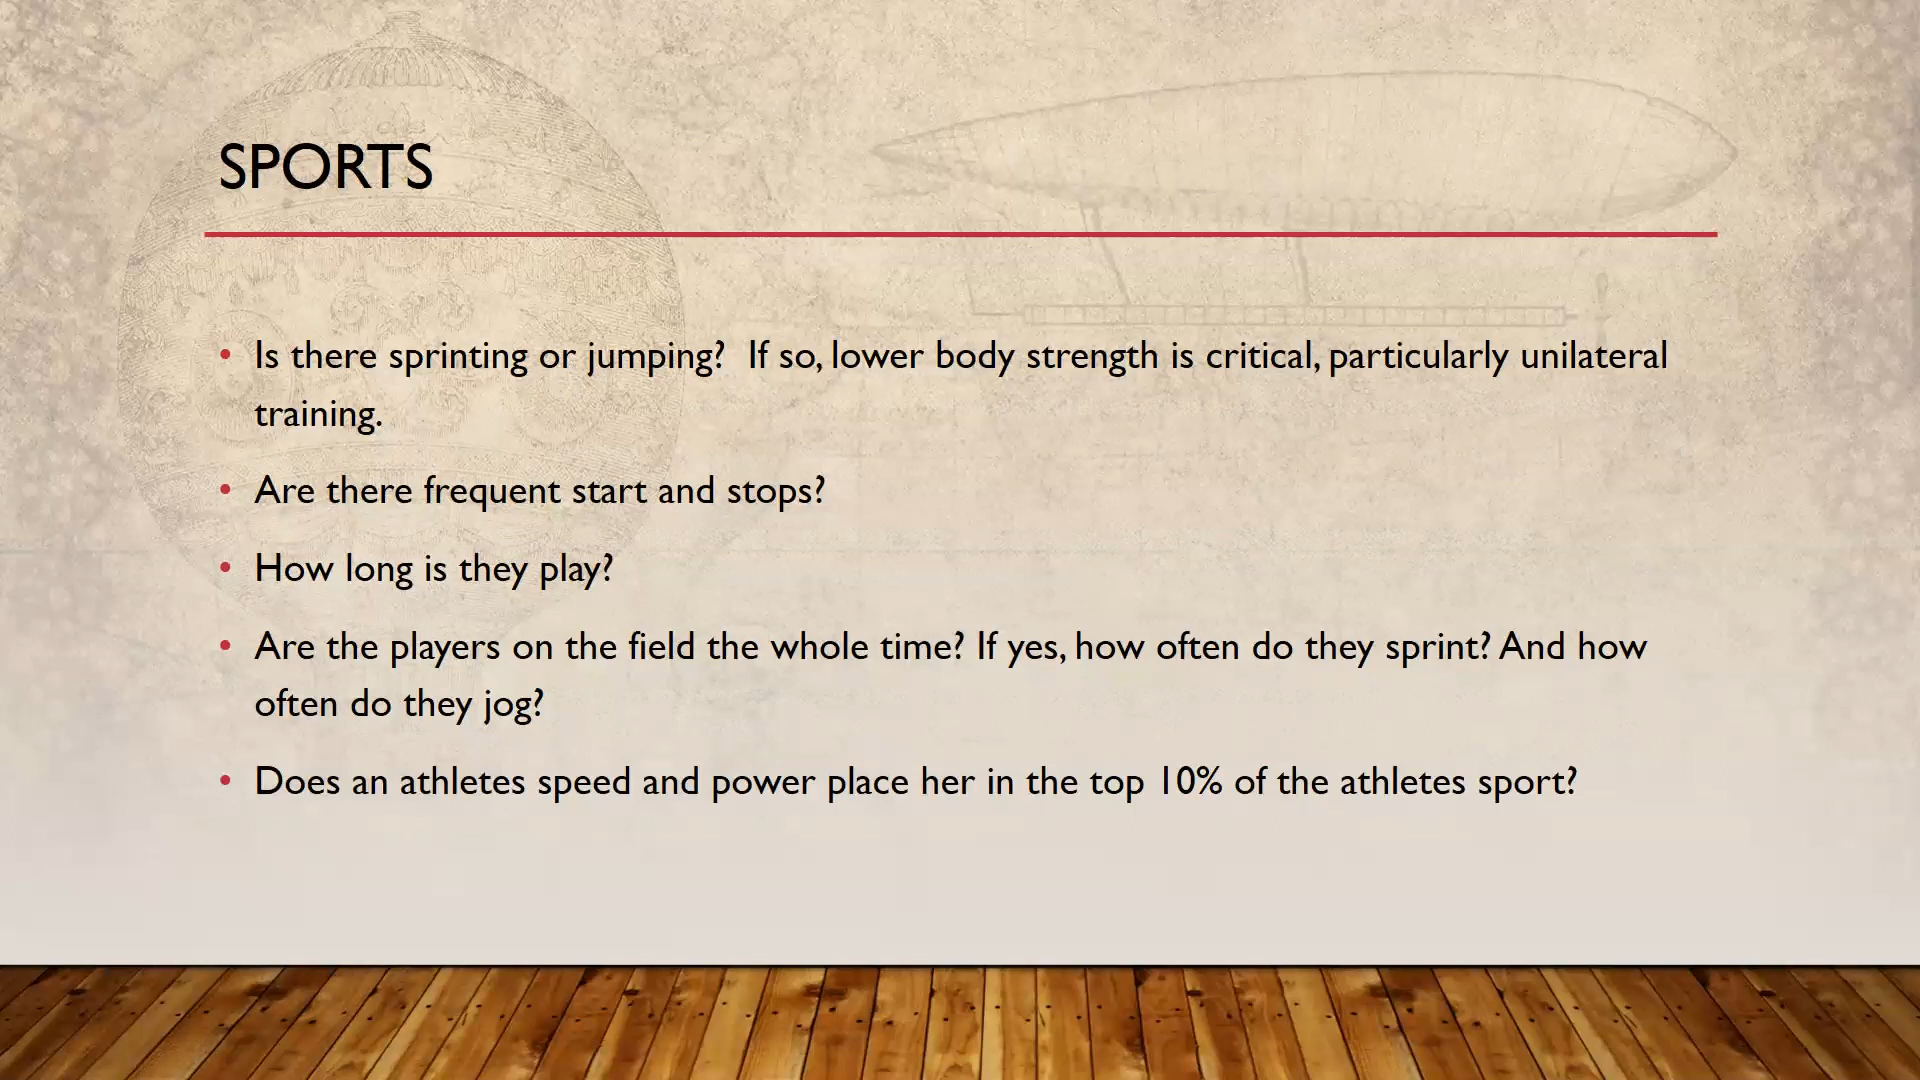 SPORTS
• Is there sprinting or jumping?  If so, lower body strength is critical, particularly unilateral
training.
• Are there frequent start and stops?
• How long is they play?
• Are the players on the field the whole time? If yes, how often do they sprint? And how
often do they jog?
• Does an athletes speed and power place her in the top 10% of the athletes sport?